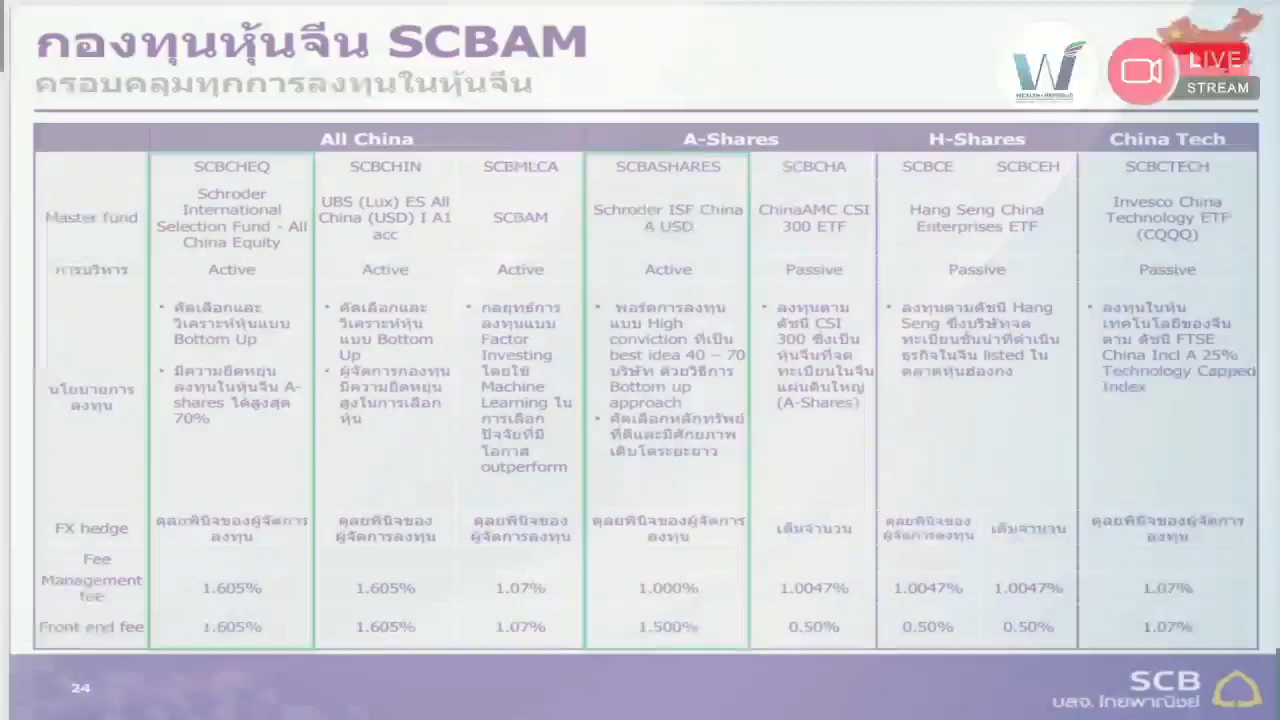 กองทุนหุ้นจีน SCBAM
ครอบคลุมทุกการลงทุนในหุ้นจีน
LIVE
STREAM
All China
A-Shares
H-Shares
China Tech
SCBCHEQ
SCBCHIN
SCBMLCA
SCBASHARES
SCBCHA
SCBCE
SCBCEH
SCBCTECH
Master fund
Schroder
International
Selection Fund - All
China Equity
UBS (Lux) ES All
China (USD) I A1
acc
SCBAM
Schroder ISF China
A USD
ChinaAMC CSI
300 ETF
Hang Seng China
Enterprises ETF
Invesco China
Technology ETF
(CQQQ)
การบริหาร
Active
Active
Active
Active
Passive
Passive
Passive
นโยบายการ
ลงทุน
• คัดเลือกและ
วิเคราะห์หุ้นแบบ
Bottom Up
• มีความยืดหยุ่น
ลงทุนในหุ้นจีน A-
shares ได้สูงสุด
70%
• คัดเลือกและ
วิเคราะห์หุ้น
แบบ Bottom
Up
• ผู้จัดการกองทุน
มีความยืดหยุ่น
สูงในการเลือก
หุ้น
• กลยุทธ์การ
ลงทุนแบบ
Factor
Investing
โดยใช้
Machine
Learning ใน
การเลือก
ปัจจัยที่มี
โอกาส
outperform
• พอร์ตการลงทุน
แบบ High
conviction ที่เป็น
best idea 40 – 70
บริษัท ด้วยวิธีการ
Bottom up
approach
• คัดเลือกหลักทรัพย์
ที่ดีและมีศักยภาพ
เติบโตระยะยาว
• ลงทุนตาม
ดัชนี CSI
300 ซึ่งเป็น
หุ้นจีนที่จด
ทะเบียนในจีน
แผ่นดินใหญ่
(A-Shares)
• ลงทุนตามดัชนี Hang
Seng ซึ่งบริษัทจด
ทะเบียนชั้นนำที่ดำเนิน
ธุรกิจในจีน listed ใน
ตลาดหุ้นฮ่องกง
• ลงทุนในหุ้น
เทคโนโลยีของจีน
ตาม ดัชนี FTSE
China Incl A 25%
Technology Capped
Index
FX hedge
ดุลยพินิจของผู้จัดการ
ลงทุน
ดุลยพินิจของ
ผู้จัดการลงทุน
ดุลยพินิจของ
ผู้จัดการลงทุน
ดุลยพินิจของผู้จัดการ
ลงทุน
เต็มจำนวน
ดุลยพินิจของ
ผู้จัดการลงทุน
เต็มจำนวน
ดุลยพินิจของผู้จัดการ
ลงทุน
Fee
Management
fee
1.605%
1.605%
1.07%
1.000%
1.0047%
1.0047%
1.0047%
1.07%
Front end fee
1.605%
1.605%
1.07%
1.500%
0.50%
0.50%
0.50%
1.07%
24
SCB
บลจ. ไทยพาณิชย์